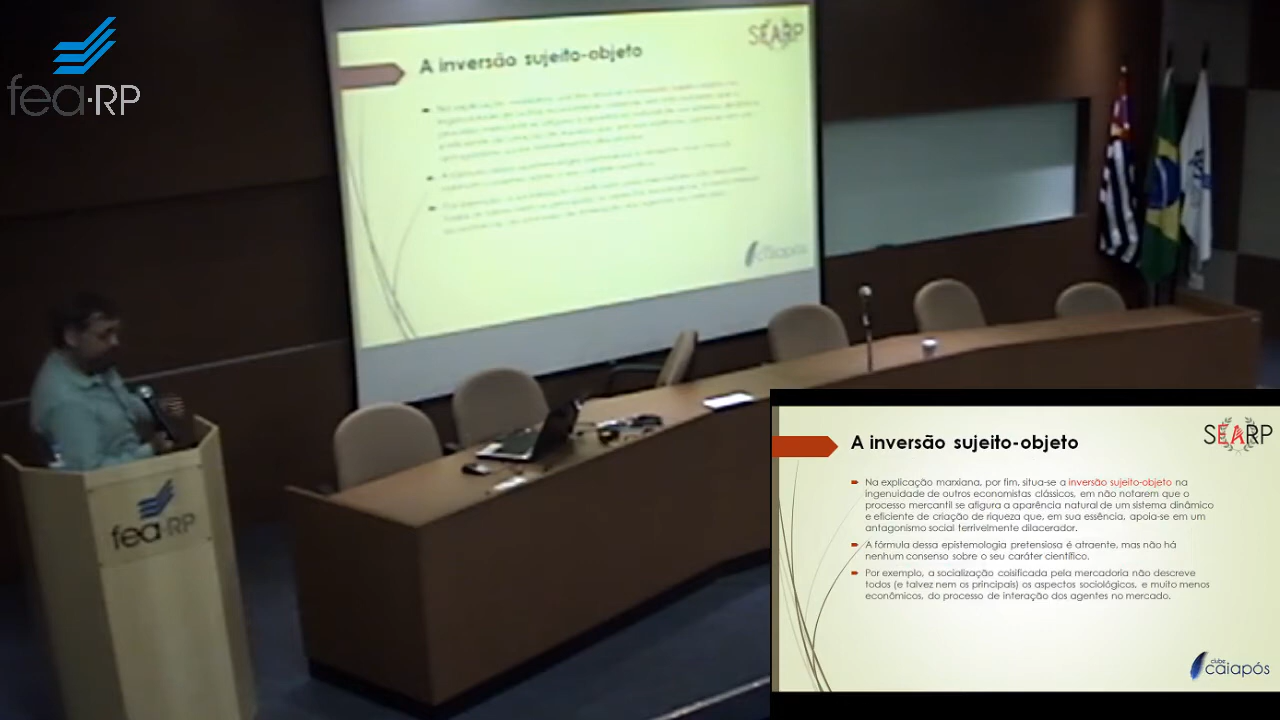 fea·RP
A inversão sujeito-objeto
SEARP
caiapós
fea·RP
A inversão sujeito-objeto
SEARP
Na explicação marxiana, por fim, situa-se a inversão sujeito-objeto na
ingenuidade de outros economistas clássicos, em não notarem que o
processo mercantil se afigura a aparência natural de um sistema dinâmico
e eficiente de criação de riqueza que, em sua essência, apoia-se em um
antagonismo social terrivelmente dilacerador.
A fórmula dessa epistemologia pretensiosa é atraente, mas não há
nenhum consenso sobre o seu caráter científico.
Por exemplo, a socialização coisificada pela mercadoria não descreve
todos (e talvez nem os principais) os aspectos sociológicos, e muito menos
econômicos, do processo de interação dos agentes no mercado.
clube
caiapós